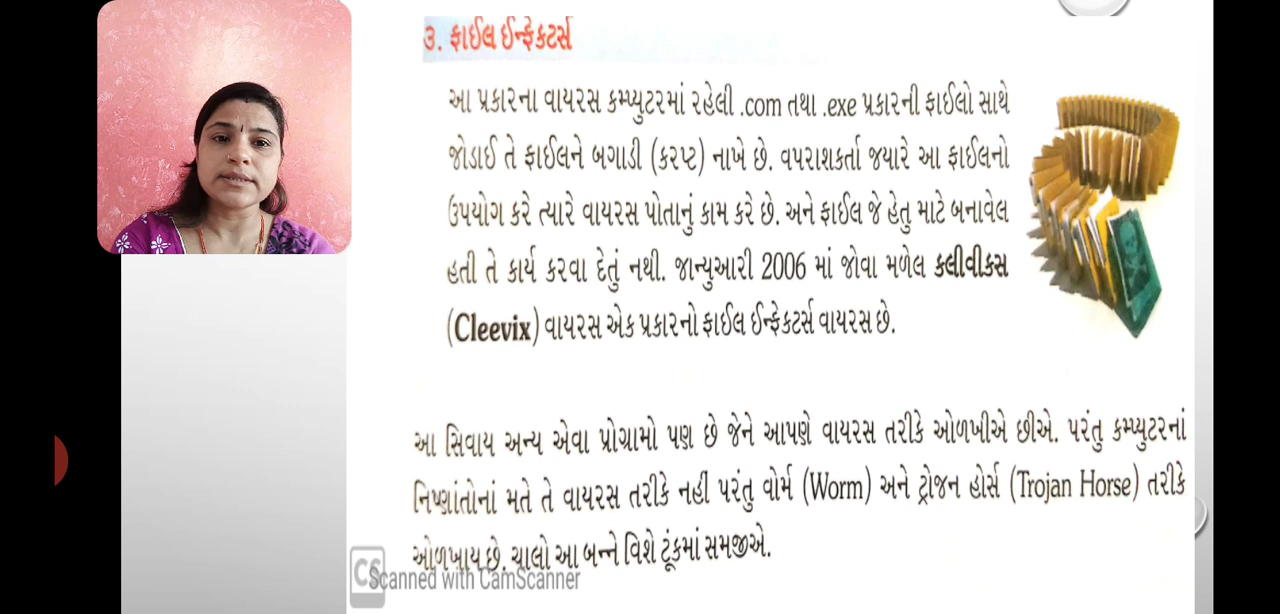 ૩. ફાઈલ ઈન્ફેક્ટર્સ
આ પ્રકારના વાયરસ કમ્પ્યુટરમાં રહેલી .com તથા .exe પ્રકારની ફાઈલો સાથે
જોડાઈ તે ફાઈલને બગાડી (કરપ્ટ) નાખે છે. વપરાશકર્તા જયારે આ ફાઈલનો
ઉપયોગ કરે ત્યારે વાયરસ પોતાનું કામ કરે છે. અને ફાઈલ જે હેતુ માટે બનાવેલ
હતી તે કાર્ય કરવા દેતું નથી. જાન્યુઆરી 2006 માં જોવા મળેલ ક્લીવીકસ
(Cleevix) વાયરસ એક પ્રકારનો ફાઈલ ઈન્ફેક્ટર્સ વાયરસ છે.
આ સિવાય અન્ય એવા પ્રોગ્રામો પણ છે જેને આપણે વાયરસ તરીકે ઓળખીએ છીએ. પરંતુ કમ્પ્યુટરનાં
નિષ્ણાંતોનાં મતે તે વાયરસ તરીકે નહીં પરંતુ વોર્મ (Worm) અને ટ્રોજન હોર્સ (Trojan Horse) તરીકે
ઓળખાય છે. ચાલો આ બન્ને વિશે ટૂંકમાં સમજીએ.
CS Scanned with CamScanner